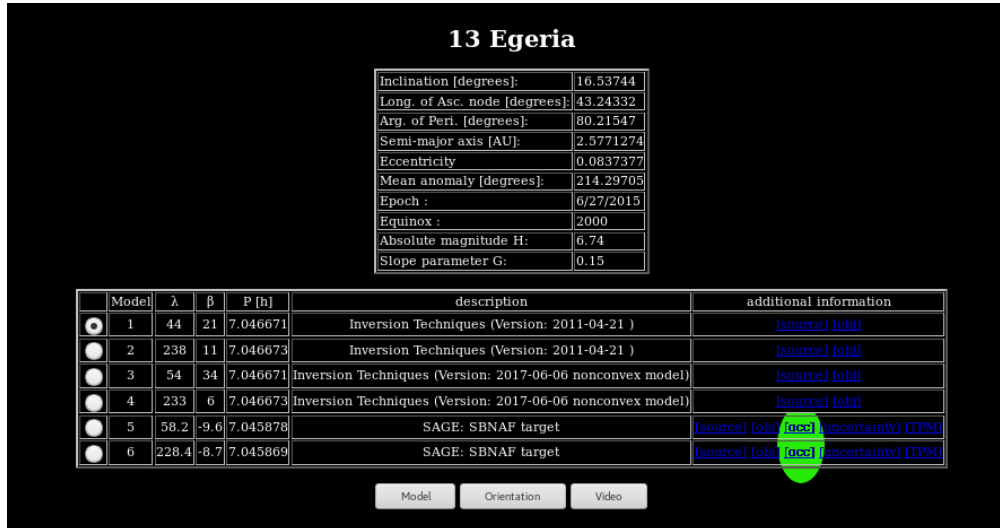 13 Egeria
Inclination [degrees]: 16.53744
Long. of Asc. node [degrees]: 43.24332
Arg. of Peri. [degrees]: 80.21547
Semi-major axis [AU]: 2.5771274
Eccentricity 0.0837377
Mean anomaly [degrees]: 214.29705
Epoch : 6/27/2015
Equinox : 2000
Absolute magnitude H: 6.74
Slope parameter G: 0.15
Model λ β P [h] description additional information
1 44 21 7.046671 Inversion Techniques (Version: 2011-04-21 ) [source] [obj]
2 238 11 7.046673 Inversion Techniques (Version: 2011-04-21 ) [source] [obj]
3 54 34 7.046671 Inversion Techniques (Version: 2017-06-06 nonconvex model) [source] [obj]
4 233 6 7.046673 Inversion Techniques (Version: 2017-06-06 nonconvex model) [source] [obj]
5 58.2 -9.6 7.045878 SAGE: SBNAF target [source] [obj] [occ] [uncertainty] [TPM]
6 228.4 -8.7 7.045869 SAGE: SBNAF target [source] [obj] [occ] [uncertainty] [TPM]
Model Orientation Video